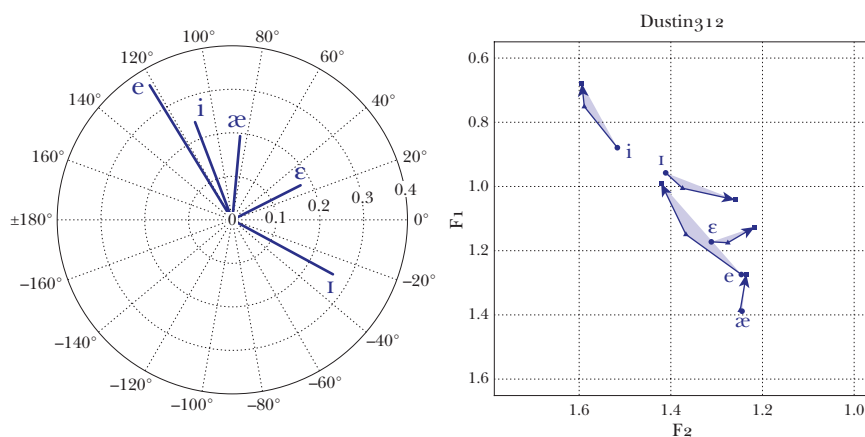 Dustin312
120° 100° 80° 60°
140° 40°
160° 20°
±180° 0°
−160° −20°
−140° −40°
−120° −100° −80° −60°
0 0.1 0.2 0.3 0.4
e
i
æ
ɛ
ɪ
0.6
0.8
1.0
1.2
1.4
1.6
F1
i
ɪ
ɛ
e
æ
1.6 1.4 1.2 1.0
F2